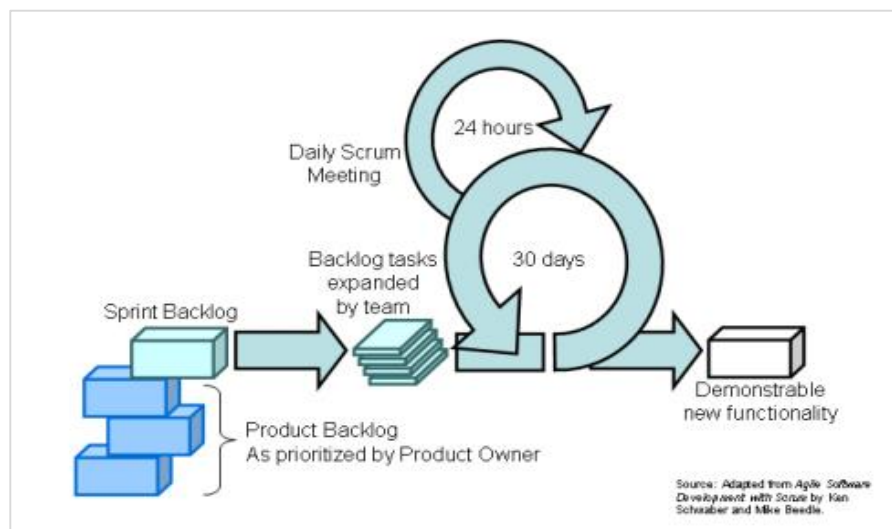 24 hours
Daily Scrum
Meeting
Backlog tasks
expanded
by team
30 days
Sprint Backlog
Demonstrable
new functionality
Product Backlog
As prioritized by Product Owner
Source: Adapted from Agile Software
Development with Scrum by Ken
Schwaber and Mike Beedle.